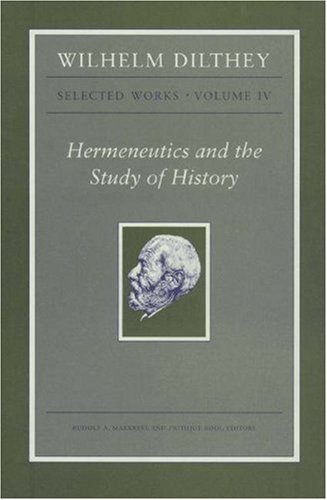 WILHELM DILTHEY
SELECTED WORKS • VOLUME IV
Hermeneutics and the
Study of History
RUDOLF A. MAKKREEL AND FRITHJOF RODI, EDITORS